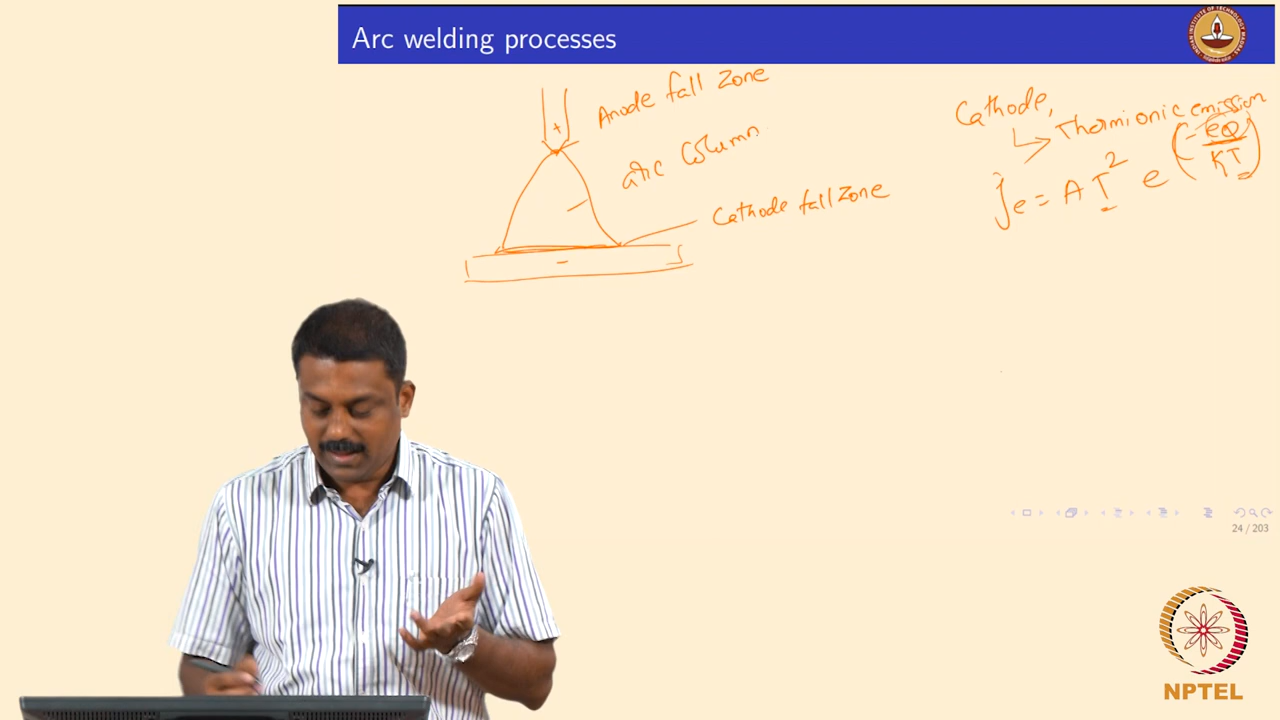 Arc welding processes
Anode fall zone
+
arc column
Cathode fall zone
-
Cathode,
Thermionic emission
je = A T² e^(-eφ/KT)
24 / 203
NPTEL